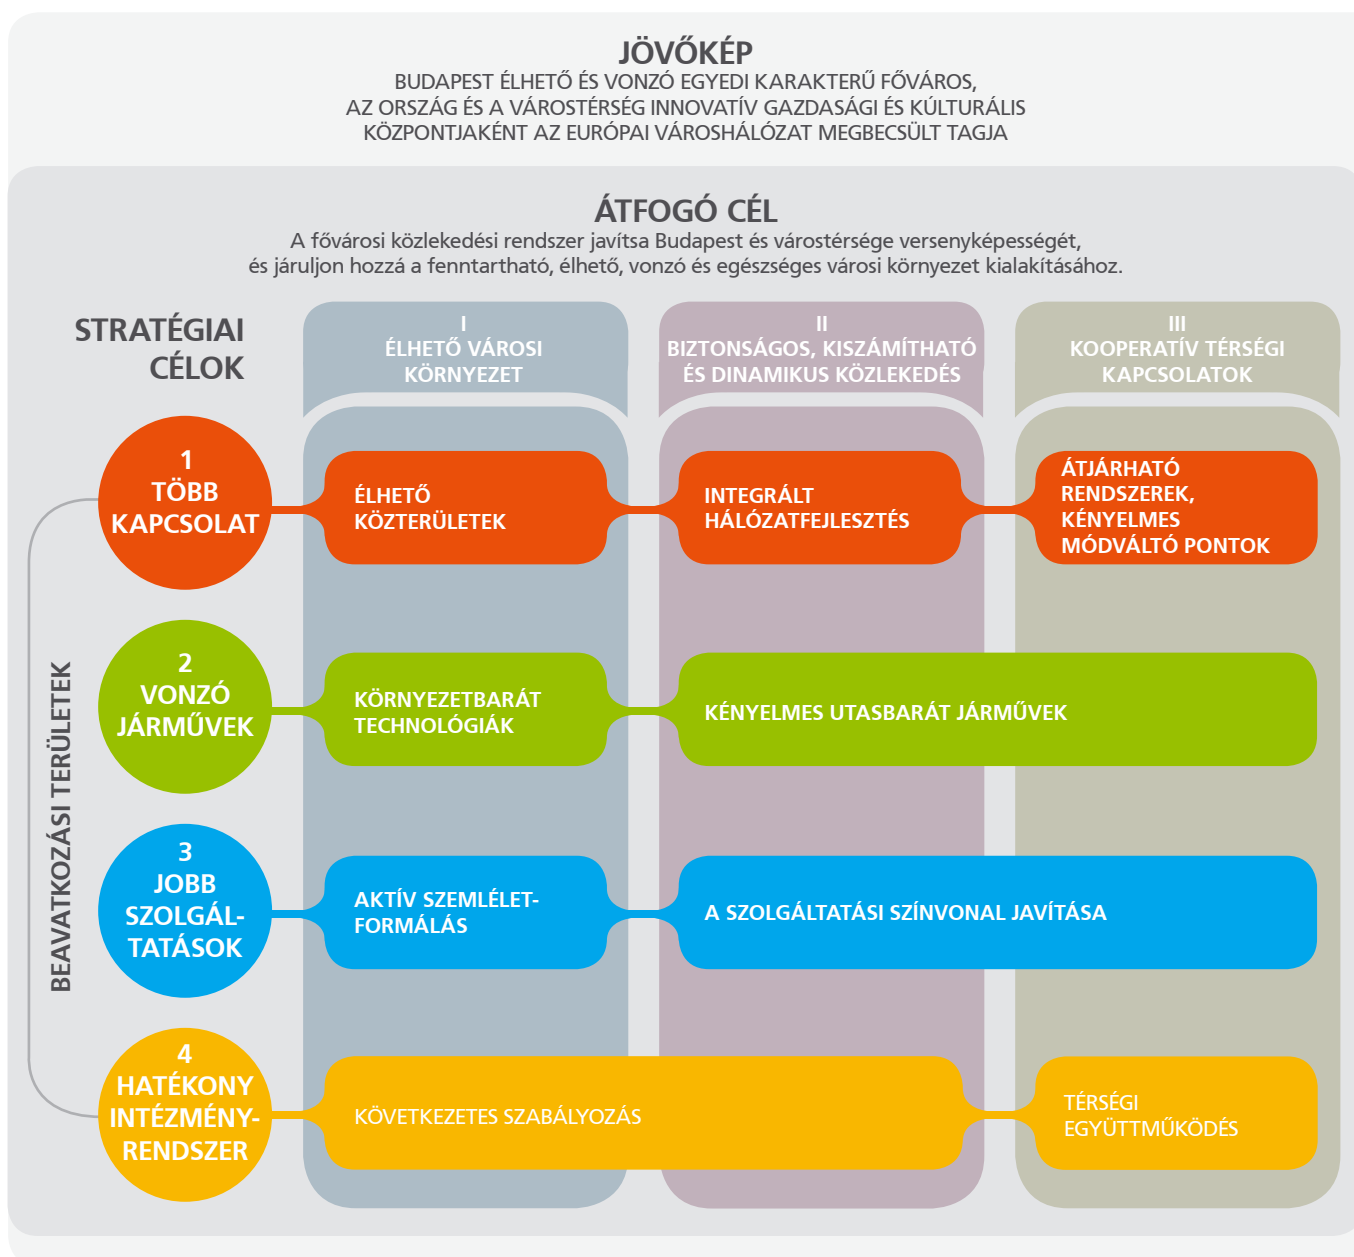 JÖVŐKÉP
BUDAPEST ÉLHETŐ ÉS VONZÓ EGYEDI KARAKTERŰ FŐVÁROS,
AZ ORSZÁG ÉS A VÁROSTÉRSÉG INNOVATÍV GAZDASÁGI ÉS KÚLTURÁLIS
KÖZPONTJAKÉNT AZ EURÓPAI VÁROSHÁLÓZAT MEGBECSÜLT TAGJA
ÁTFOGÓ CÉL
A fővárosi közlekedési rendszer javítsa Budapest és várostérsége versenyképességét,
és járuljon hozzá a fenntartható, élhető, vonzó és egészséges városi környezet kialakításához.
STRATÉGIAI
CÉLOK
I
ÉLHETŐ VÁROSI
KÖRNYEZET
II
BIZTONSÁGOS, KISZÁMÍTHATÓ
ÉS DINAMIKUS KÖZLEKEDÉS
III
KOOPERATÍV TÉRSÉGI
KAPCSOLATOK
BEAVATKOZÁSI TERÜLETEK
1
TÖBB
KAPCSOLAT
ÉLHETŐ
KÖZTERÜLETEK
INTEGRÁLT
HÁLÓZATFEJLESZTÉS
ÁTJÁRHATÓ
RENDSZEREK,
KÉNYELMES
MÓDVÁLTÓ PONTOK
2
VONZÓ
JÁRMŰVEK
KÖRNYEZETBARÁT
TECHNOLÓGIÁK
KÉNYELMES UTASBARÁT JÁRMŰVEK
3
JOBB
SZOLGÁL-
TATÁSOK
AKTÍV SZEMLÉLET-
FORMÁLÁS
A SZOLGÁLTATÁSI SZÍNVONAL JAVÍTÁSA
4
HATÉKONY
INTÉZMÉNY-
RENDSZER
KÖVETKEZETES SZABÁLYOZÁS
TÉRSÉGI
EGYÜTTMŰKÖDÉS